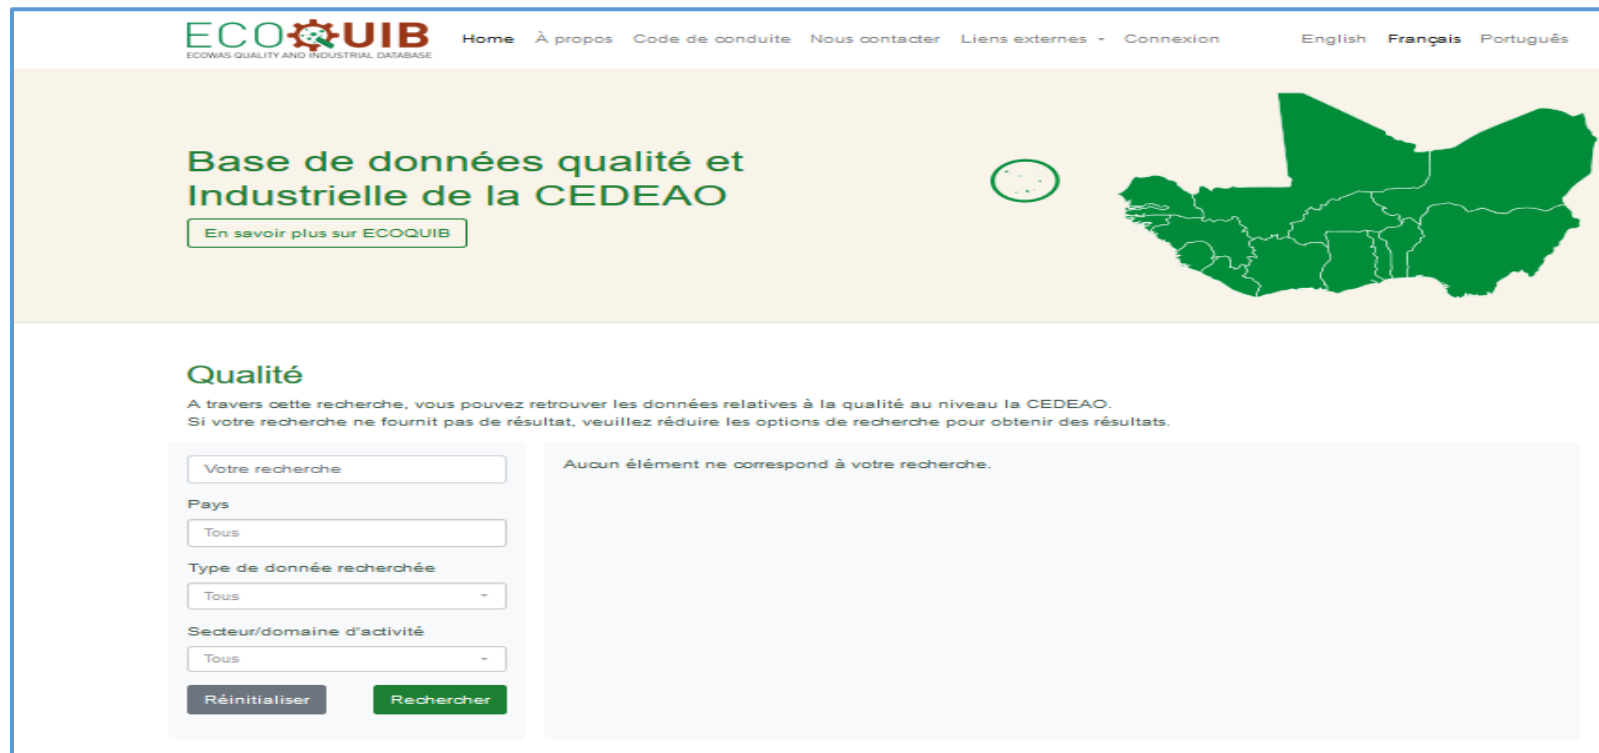 ECOQUIB
ECOWAS QUALITY AND INDUSTRIAL DATABASE
Home À propos Code de conduite Nous contacter Liens externes Connexion English Français Português
Base de données qualité et
Industrielle de la CEDEAO
En savoir plus sur ECOQUIB
Qualité
A travers cette recherche, vous pouvez retrouver les données relatives à la qualité au niveau la CEDEAO.
Si votre recherche ne fournit pas de résultat, veuillez réduire les options de recherche pour obtenir des résultats.
Votre recherche
Aucun élément ne correspond à votre recherche.
Pays
Tous
Type de donnée recherchée
Tous
Secteur/domaine d'activité
Tous
Réinitialiser Rechercher